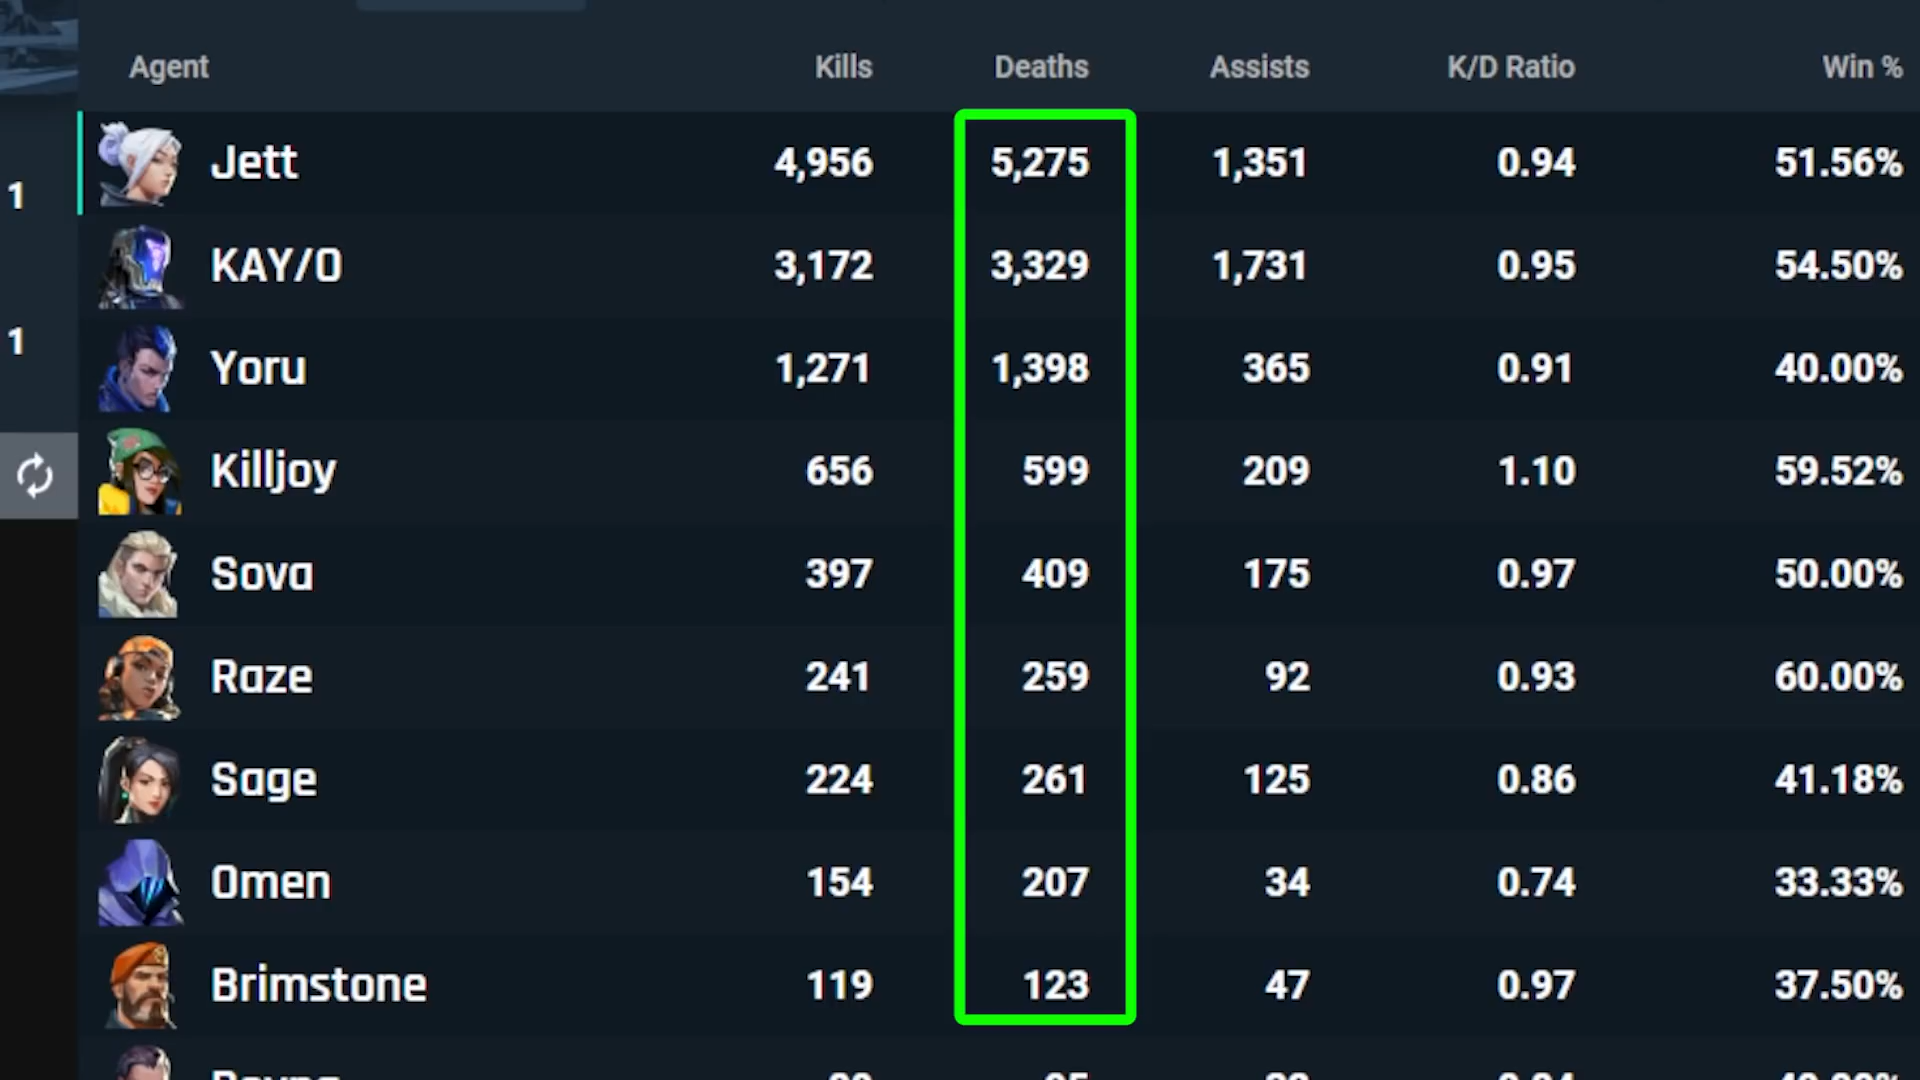 Agent Kills Deaths Assists K/D Ratio Win %
Jett 4,956 5,275 1,351 0.94 51.56%
1
KAY/O 3,172 3,329 1,731 0.95 54.50%
1
Yoru 1,271 1,398 365 0.91 40.00%
Killjoy 656 599 209 1.10 59.52%
Sova 397 409 175 0.97 50.00%
Raze 241 259 92 0.93 60.00%
Sage 224 261 125 0.86 41.18%
Omen 154 207 34 0.74 33.33%
Brimstone 119 123 47 0.97 37.50%